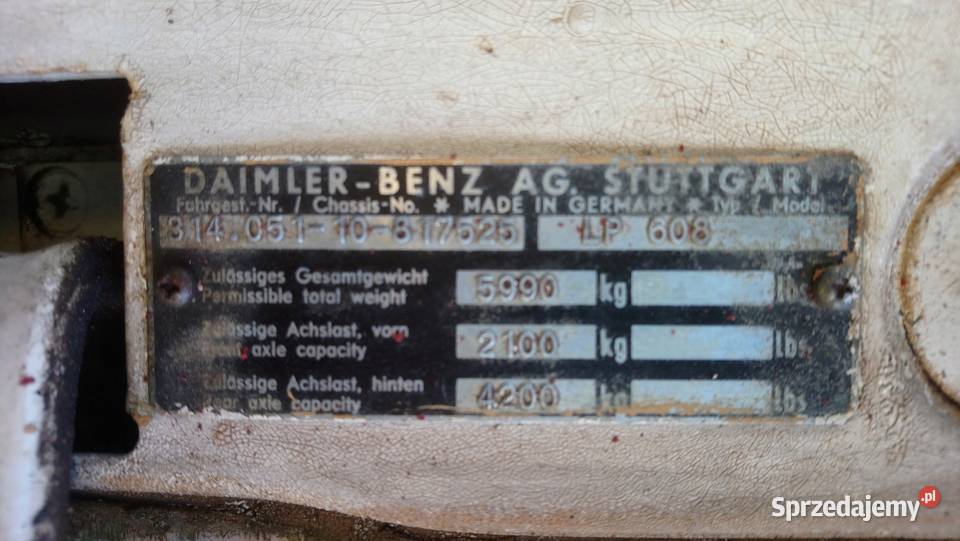 DAIMLER-BENZ AG. STUTTGART
Fahrgest.-Nr. / Chassis-No. * MADE IN GERMANY * Typ / Model
314.051-10-817525 LP 608
Zulässiges Gesamtgewicht
Permissible total weight 5990 kg lbs
Zulässige Achslast, vorn
Front axle capacity 2100 kg lbs
Zulässige Achslast, hinten
Rear axle capacity 4200 kg lbs
Sprzedajemy.pl